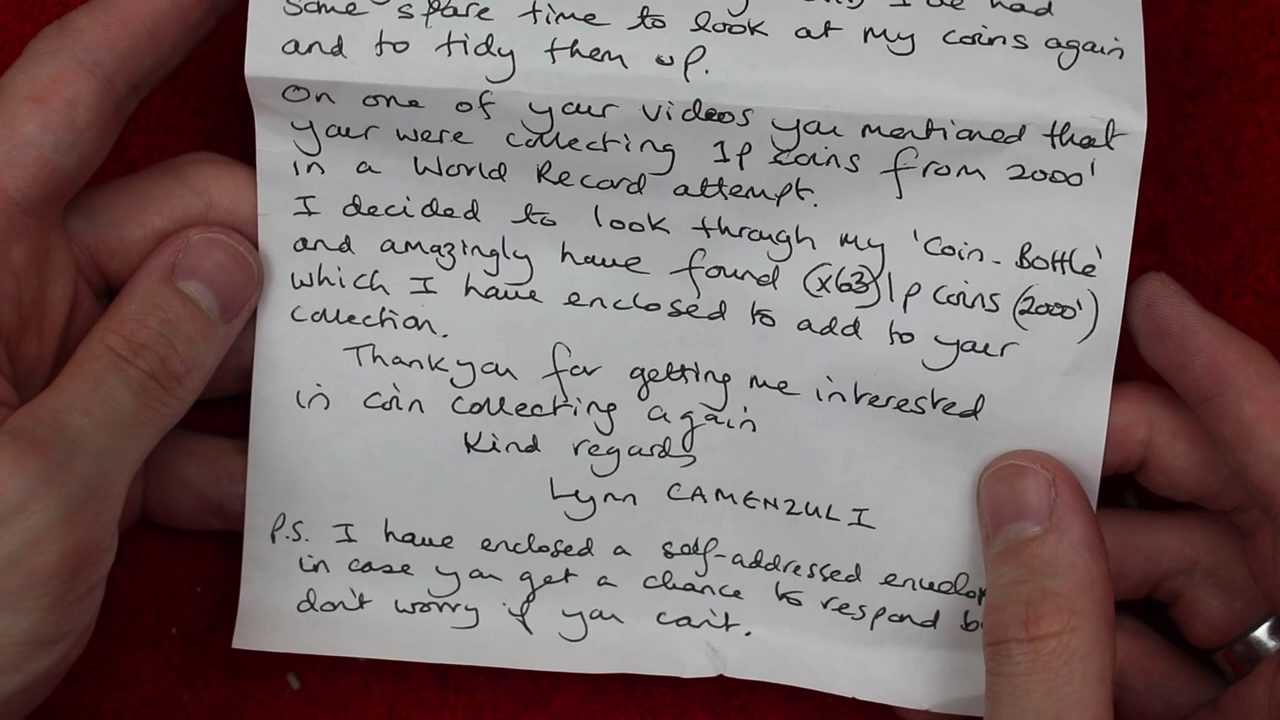 some spare time to look at my coins again
and to tidy them up.
On one of your videos you mentioned that
your were collecting 1p coins from 2000'
in a World Record attempt.
I decided to look through my 'Coin-Bottle'
and amazingly have found (x63) 1p coins (2000')
which I have enclosed to add to your
collection.
Thankyou for getting me interested
in coin collecting again
Kind regards
Lynn CAMENZULI
P.S. I have enclosed a self-addressed envelop
in case you get a chance to respond b
don't worry if you can't.